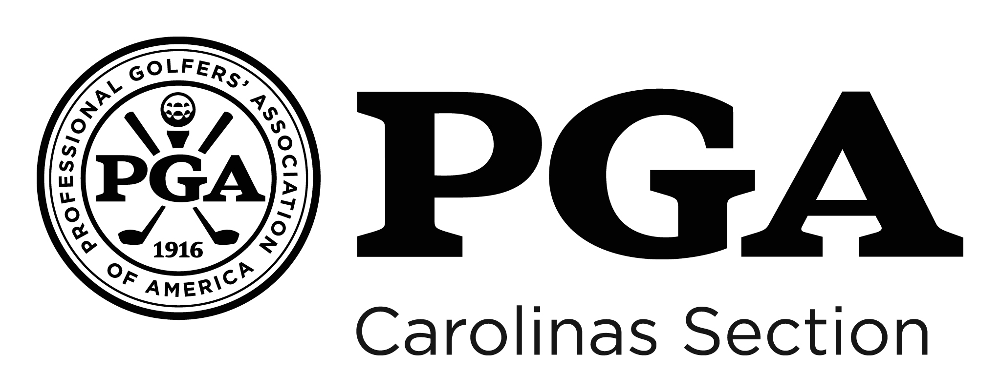 PROFESSIONAL GOLFERS’ ASSOCIATION
OF AMERICA
PGA
1916
PGA
Carolinas Section